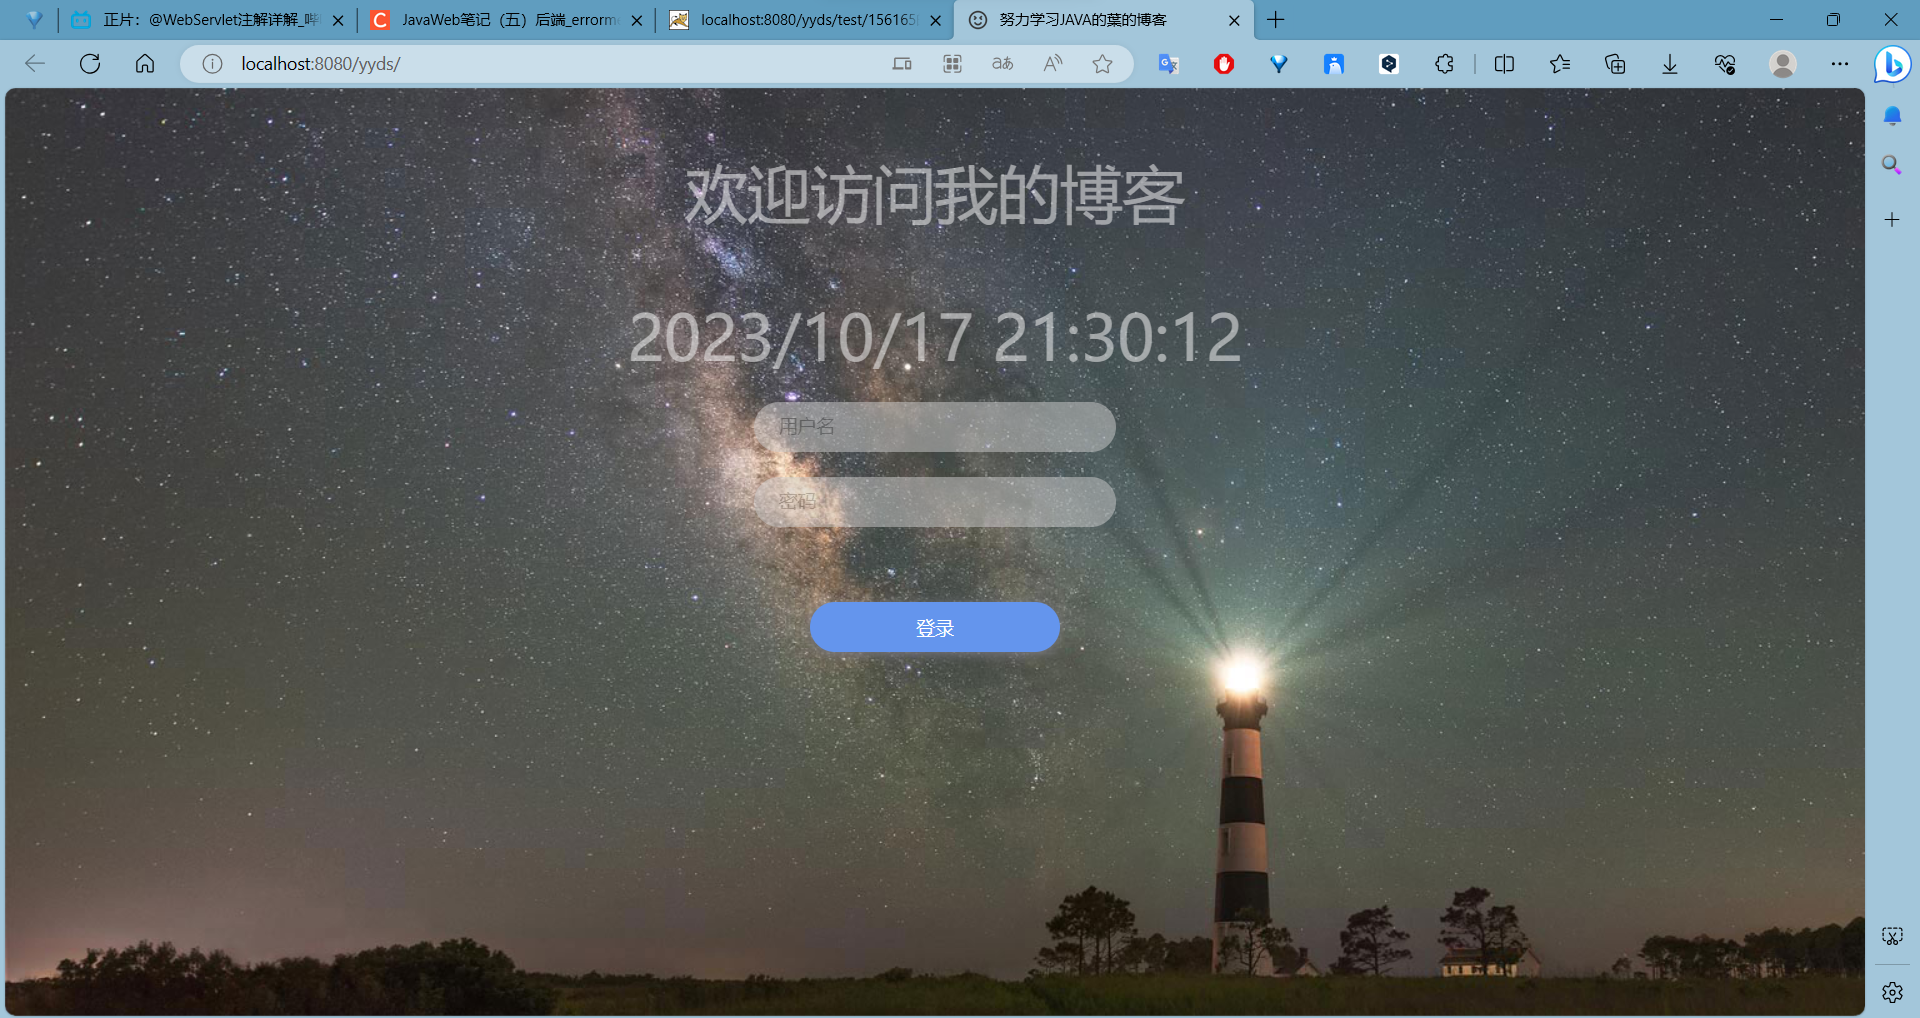 正片：@WebServlet注解详解_哔
JavaWeb笔记（五）后端_errorm
localhost:8080/yyds/test/15616
努力学习JAVA的葉的博客
localhost:8080/yyds/
欢迎访问我的博客
2023/10/17 21:30:12
用户名
密码
登录